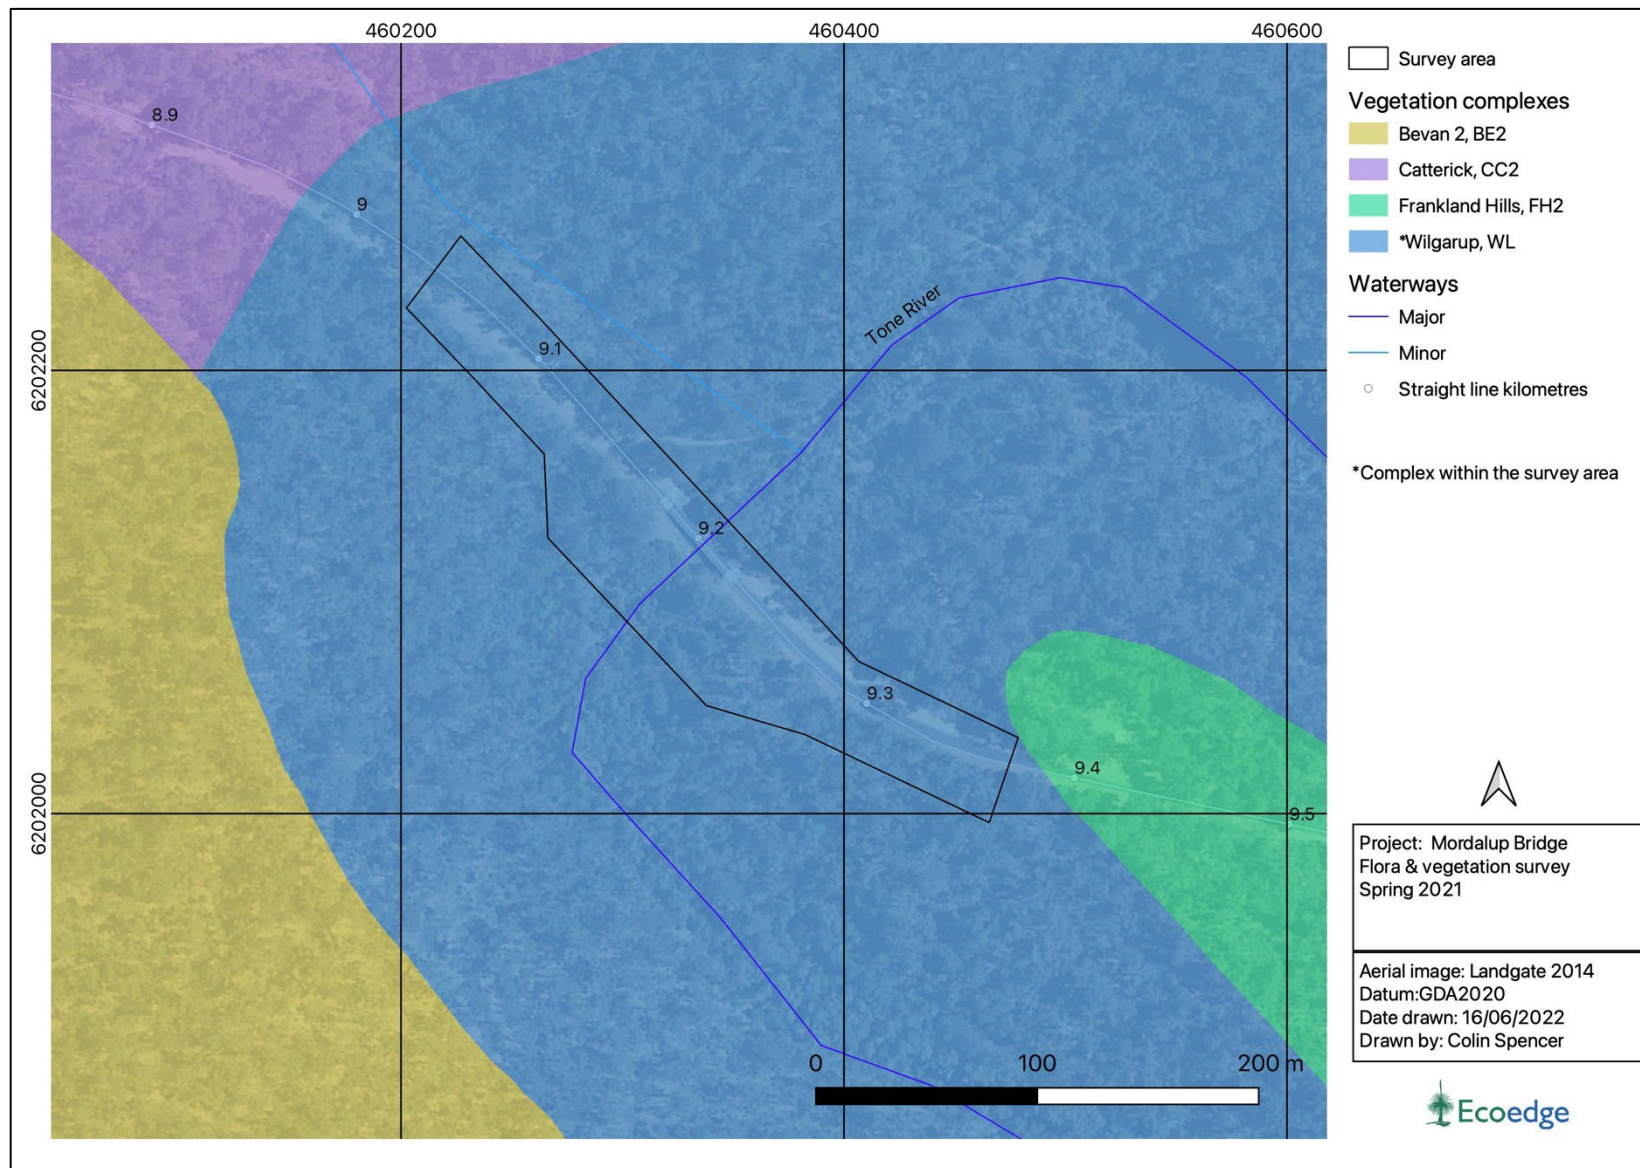 460200
460400
460600
6202200
6202000
8.9
9
9.1
9.2
9.3
9.4
9.5
Tone River
0 100 200 m
Survey area
Vegetation complexes
Bevan 2, BE2
Catterick, CC2
Frankland Hills, FH2
*Wilgarup, WL
Waterways
Major
Minor
Straight line kilometres
*Complex within the survey area
Project: Mordalup Bridge
Flora & vegetation survey
Spring 2021
Aerial image: Landgate 2014
Datum:GDA2020
Date drawn: 16/06/2022
Drawn by: Colin Spencer
Ecoedge